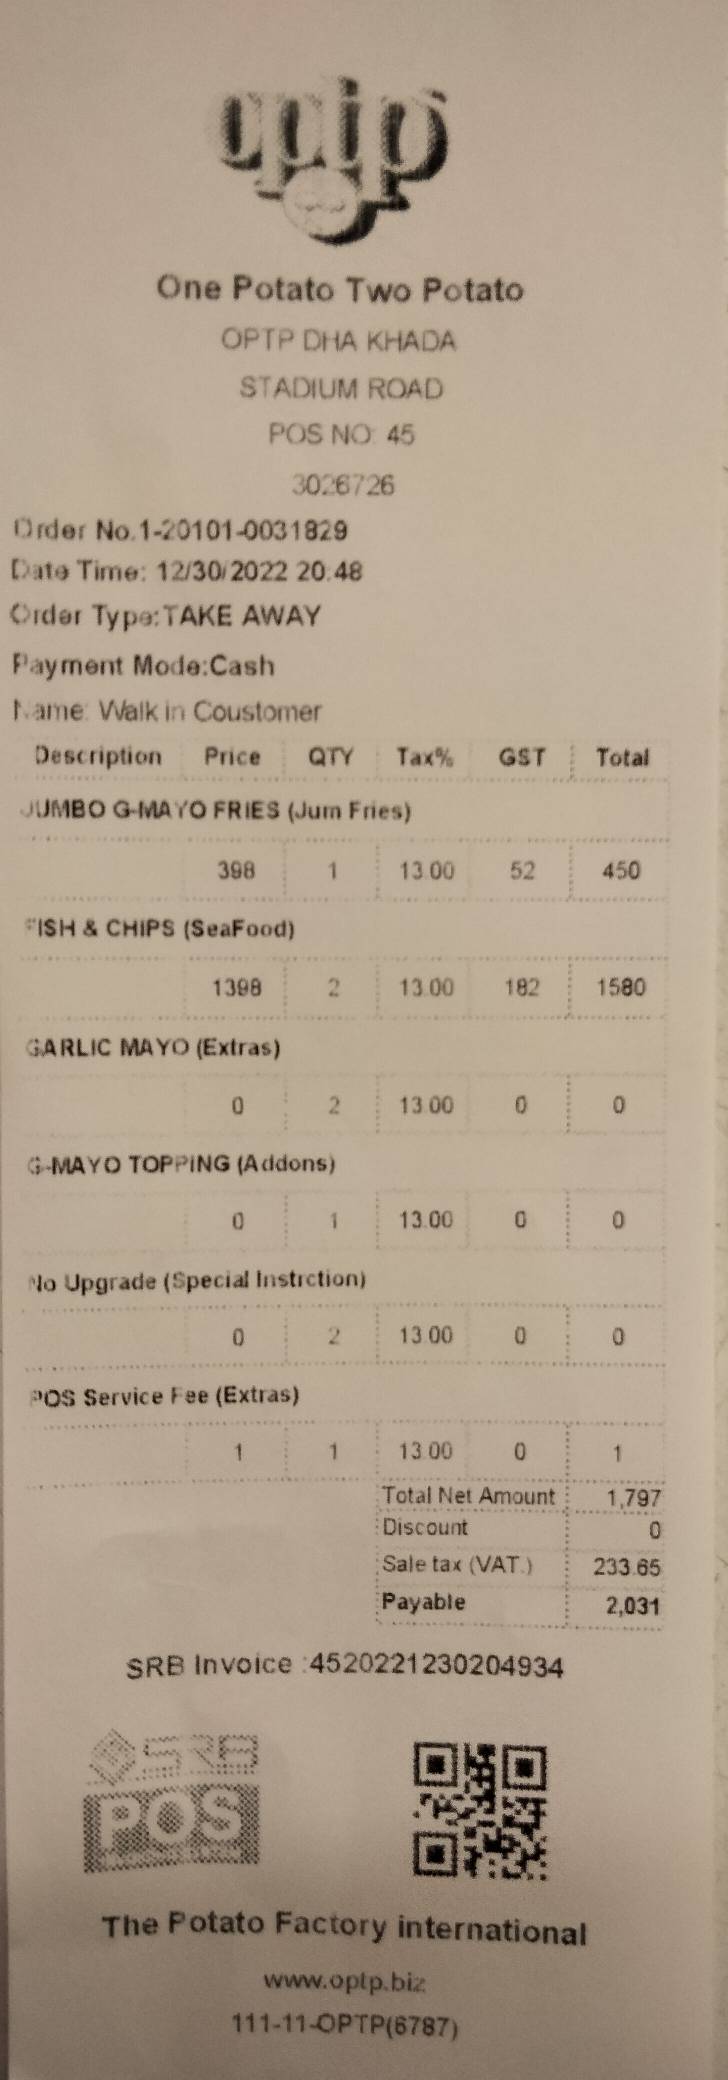 optp
One Potato Two Potato
OPTP DHA KHADA
STADIUM ROAD
POS NO: 45
3026726
Order No.1-20101-0031829
Date Time: 12/30/2022 20:48
Order Type:TAKE AWAY
Payment Mode:Cash
Name: Walk in Coustomer
Description Price QTY Tax% GST Total
JUMBO G-MAYO FRIES (Jum Fries)
398 1 13.00 52 450
FISH & CHIPS (SeaFood)
1398 2 13.00 182 1580
GARLIC MAYO (Extras)
0 2 13.00 0 0
G-MAYO TOPPING (Addons)
0 1 13.00 0 0
No Upgrade (Special Instrction)
0 2 13.00 0 0
POS Service Fee (Extras)
1 1 13.00 0 1
Total Net Amount 1,797
Discount 0
Sale tax (VAT.) 233.65
Payable 2,031
SRB Invoice :4520221230204934
SRB
POS
The Potato Factory international
www.optp.biz
111-11-OPTP(6787)